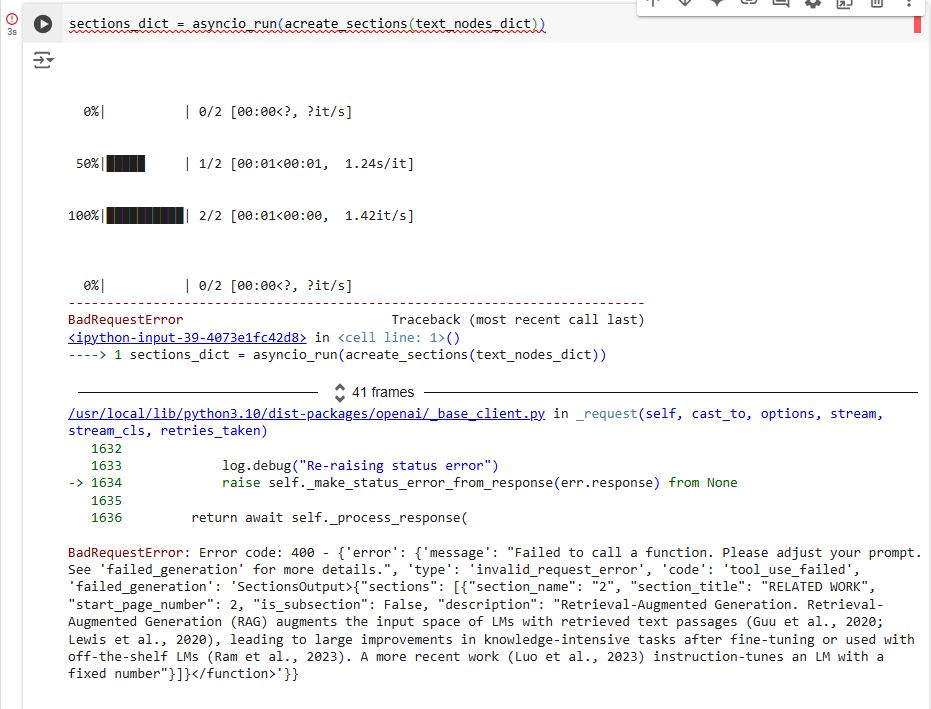 3s
sections_dict = asyncio_run(acreate_sections(text_nodes_dict))
0%| | 0/2 [00:00<?, ?it/s]
50%|█████ | 1/2 [00:01<00:01, 1.24s/it]
100%|██████████| 2/2 [00:01<00:00, 1.42it/s]
0%| | 0/2 [00:00<?, ?it/s]
---------------------------------------------------------------------------
BadRequestError Traceback (most recent call last)
<ipython-input-39-4073e1fc42d8> in <cell line: 1>()
----> 1 sections_dict = asyncio_run(acreate_sections(text_nodes_dict))
41 frames
/usr/local/lib/python3.10/dist-packages/openai/_base_client.py in _request(self, cast_to, options, stream,
stream_cls, retries_taken)
1632
1633 log.debug("Re-raising status error")
-> 1634 raise self._make_status_error_from_response(err.response) from None
1635
1636 return await self._process_response(
BadRequestError: Error code: 400 - {'error': {'message': "Failed to call a function. Please adjust your prompt.
See 'failed_generation' for more details.", 'type': 'invalid_request_error', 'code': 'tool_use_failed',
'failed_generation': 'SectionsOutput>{"sections": [{"section_name": "2", "section_title": "RELATED WORK",
"start_page_number": 2, "is_subsection": False, "description": "Retrieval-Augmented Generation. Retrieval-
Augmented Generation (RAG) augments the input space of LMs with retrieved text passages (Guu et al., 2020;
Lewis et al., 2020), leading to large improvements in knowledge-intensive tasks after fine-tuning or used with
off-the-shelf LMs (Ram et al., 2023). A more recent work (Luo et al., 2023) instruction-tunes an LM with a
fixed number"}]}</function>'}}